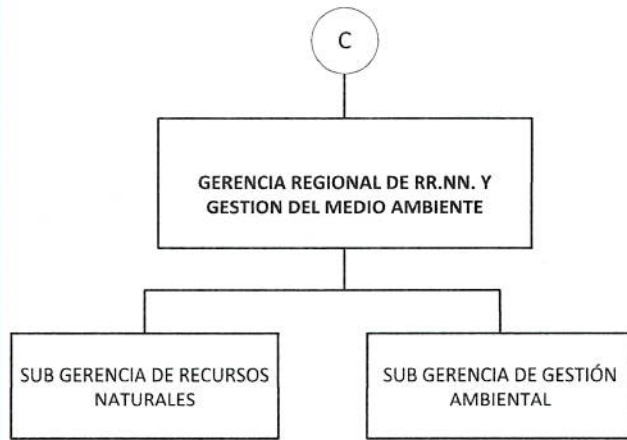 C
GERENCIA REGIONAL DE RR.NN. Y
GESTION DEL MEDIO AMBIENTE
SUB GERENCIA DE RECURSOS
NATURALES
SUB GERENCIA DE GESTIÓN
AMBIENTAL